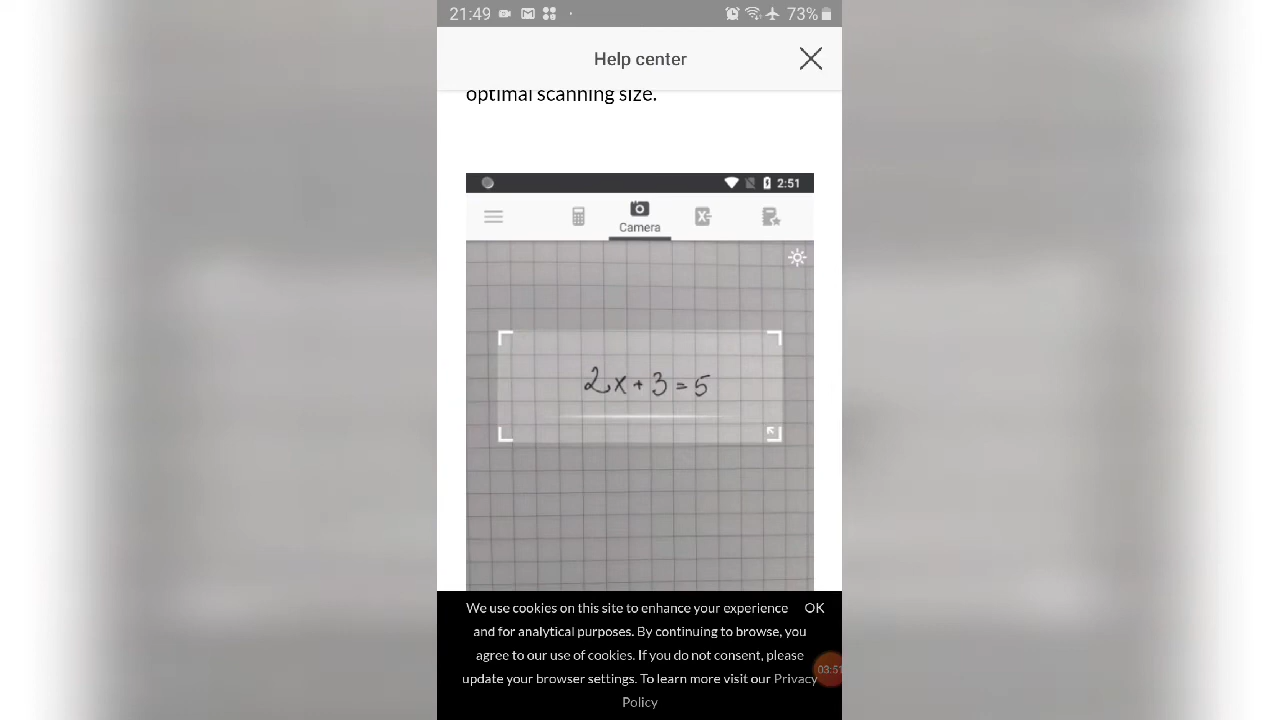 21:49 73%
Help center
optimal scanning size.
2:51
Camera
2x + 3 = 5
We use cookies on this site to enhance your experience OK
and for analytical purposes. By continuing to browse, you
agree to our use of cookies. If you do not consent, please
update your browser settings. To learn more visit our Privacy
Policy
03:51